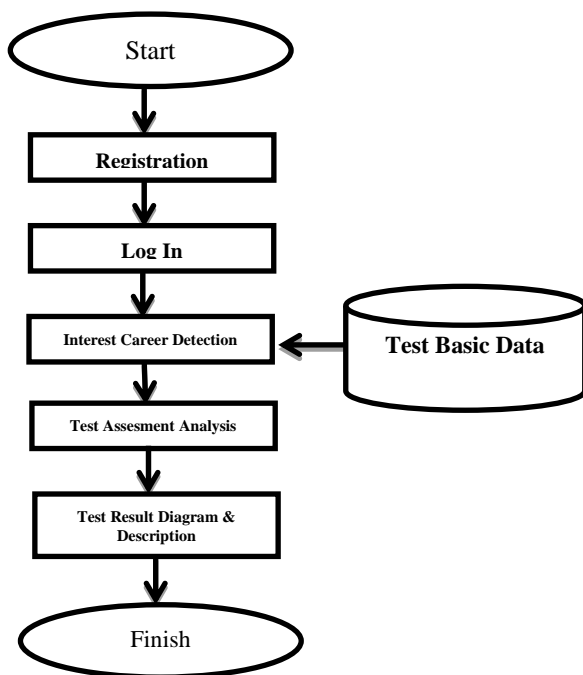 Start
Registration
Log In
Interest Career Detection
Test Basic Data
Test Assesment Analysis
Test Result Diagram &
Description
Finish